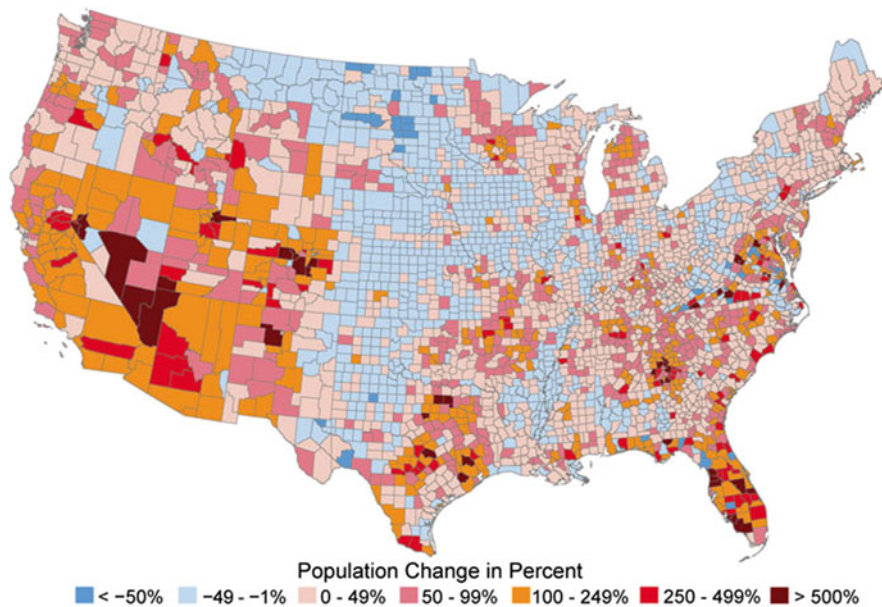 Population Change in Percent
< −50% −49 - −1% 0 - 49% 50 - 99% 100 - 249% 250 - 499% > 500%